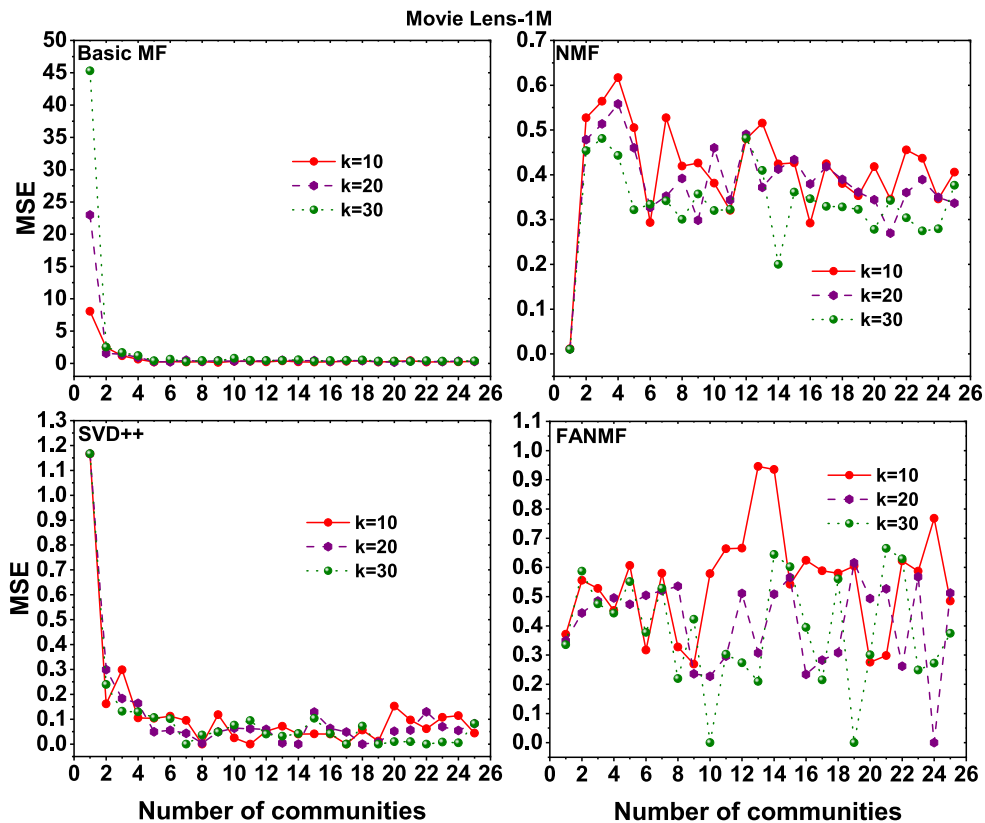 Movie Lens-1M
Basic MF
MSE
50
45
40
35
30
25
20
15
10
5
0
k=10
k=20
k=30
0 2 4 6 8 10 12 14 16 18 20 22 24 26
NMF
0.7
0.6
0.5
0.4
0.3
0.2
0.1
0.0
k=10
k=20
k=30
0 2 4 6 8 10 12 14 16 18 20 22 24 26
SVD++
MSE
1.3
1.2
1.1
1.0
0.9
0.8
0.7
0.6
0.5
0.4
0.3
0.2
0.1
0.0
k=10
k=20
k=30
0 2 4 6 8 10 12 14 16 18 20 22 24 26
Number of communities
FANMF
1.1
1.0
0.9
0.8
0.7
0.6
0.5
0.4
0.3
0.2
0.1
0.0
k=10
k=20
k=30
0 2 4 6 8 10 12 14 16 18 20 22 24 26
Number of communities